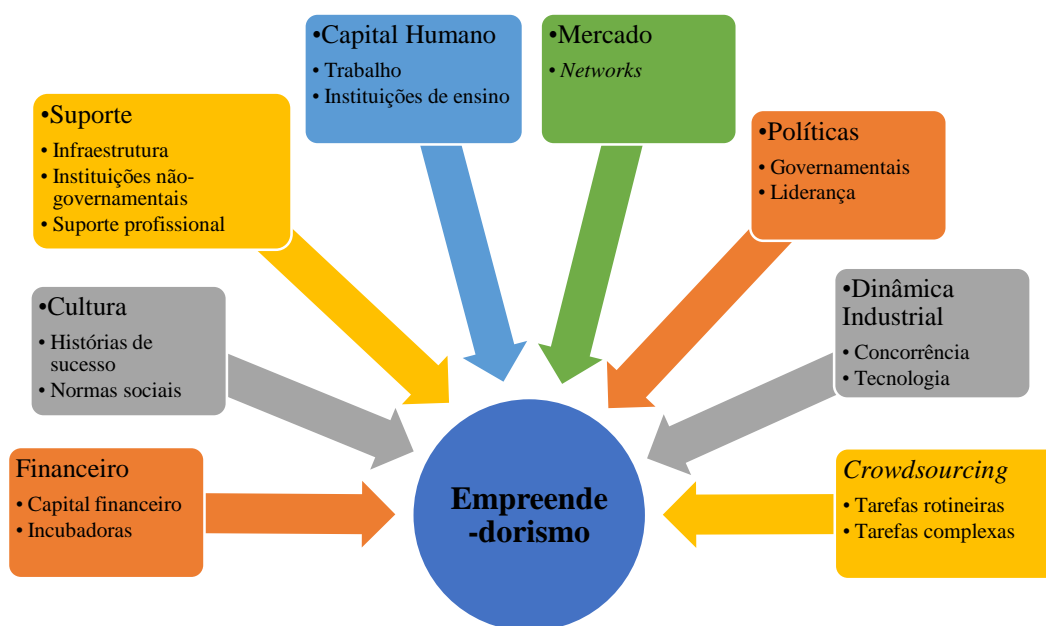 •Capital Humano
• Trabalho
• Instituições de ensino
•Mercado
• Networks
•Suporte
• Infraestrutura
• Instituições não-
governamentais
• Suporte profissional
•Políticas
• Governamentais
• Liderança
•Cultura
• Histórias de
sucesso
• Normas sociais
•Dinâmica
Industrial
• Concorrência
• Tecnologia
Financeiro
• Capital financeiro
• Incubadoras
Empreende
-dorismo
Crowdsourcing
• Tarefas rotineiras
• Tarefas complexas